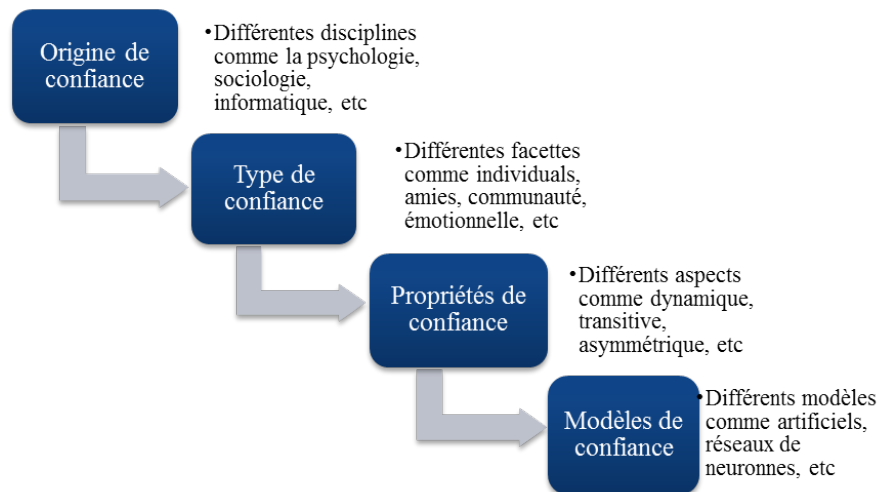 Origine de
confiance
•Différentes disciplines
comme la psychologie,
sociologie,
informatique, etc
Type de
confiance
•Différentes facettes
comme individuals,
amies, communauté,
émotionnelle, etc
Propriétés de
confiance
•Différents aspects
comme dynamique,
transitive,
asymmétrique, etc
Modèles de
confiance
•Différents modèles
comme artificiels,
réseaux de
neuronnes, etc